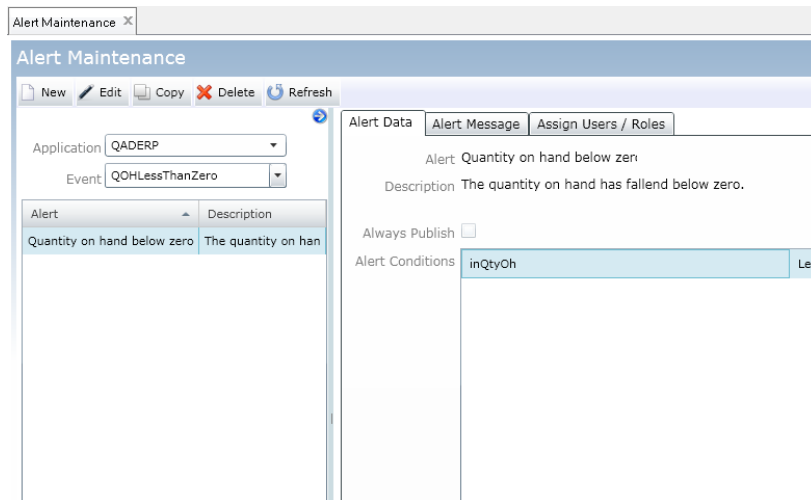 Alert Maintenance X
Alert Maintenance
New Edit Copy Delete Refresh
Application QADERP
Event QOHLessThanZero
Alert Description
Quantity on hand below zero The quantity on han
Alert Data Alert Message Assign Users / Roles
Alert Quantity on hand below zero
Description The quantity on hand has fallend below zero.
Always Publish
Alert Conditions inQtyOh Le